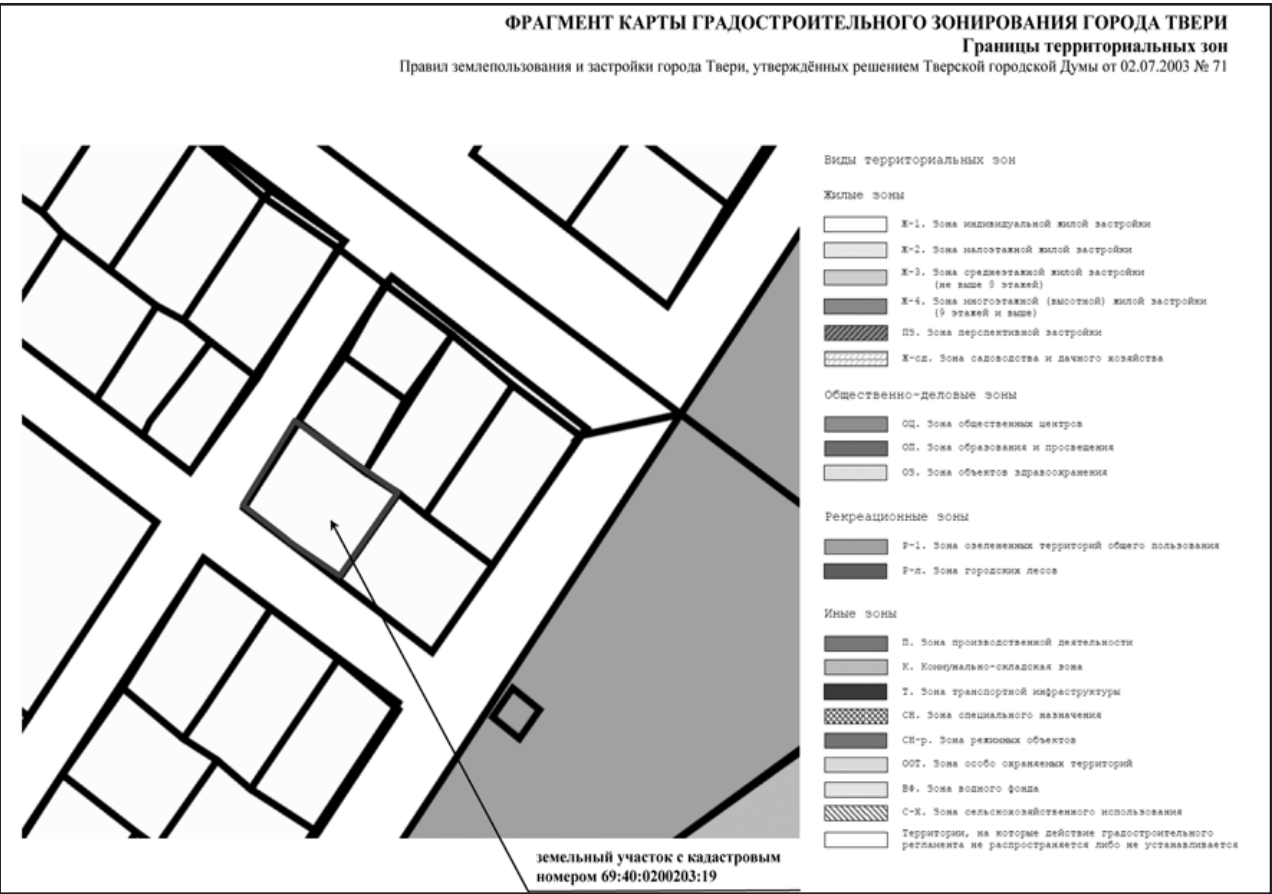 ФРАГМЕНТ КАРТЫ ГРАДОСТРОИТЕЛЬНОГО ЗОНИРОВАНИЯ ГОРОДА ТВЕРИ
Границы территориальных зон
Правил землепользования и застройки города Твери, утверждённых решением Тверской городской Думы от 02.07.2003 № 71
Виды территориальных зон
Жилые зоны
Ж-1. Зона индивидуальной жилой застройки
Ж-2. Зона малоэтажной жилой застройки
Ж-3. Зона среднеэтажной жилой застройки
(не выше 8 этажей)
Ж-4. Зона многоэтажной (высотной) жилой застройки
(9 этажей и выше)
ПЗ. Зона перспективной застройки
Ж-сд. Зона садоводства и дачного хозяйства
Общественно-деловые зоны
ОЦ. Зона общественных центров
ОП. Зона образования и просвещения
ОЗ. Зона объектов здравоохранения
Рекреационные зоны
Р-1. Зона озелененных территорий общего пользования
Р-л. Зона городских лесов
Иные зоны
П. Зона производственной деятельности
К. Коммунально-складская зона
Т. Зона транспортной инфраструктуры
СН. Зона специального назначения
СН-р. Зона режимных объектов
ООТ. Зона особо охраняемых территорий
ВФ. Зона водного фонда
С-Х. Зона сельскохозяйственного использования
Территории, на которые действие градостроительного
регламента не распространяется либо не устанавливается
земельный участок с кадастровым
номером 69:40:0200203:19